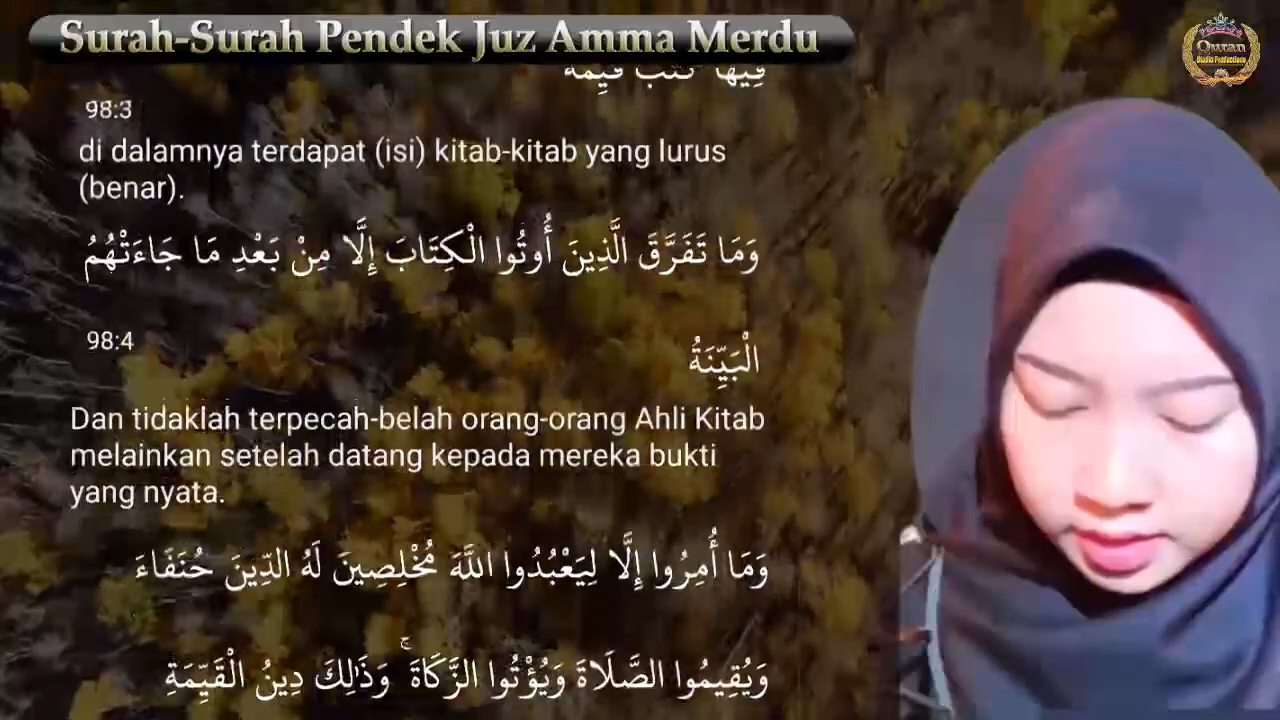 Surah-Surah Pendek Juz Amma Merdu
Quran
Studio Productions
فِيهَا كُتُبٌ قَيِّمَةٌ
98:3
di dalamnya terdapat (isi) kitab-kitab yang lurus
(benar).
وَمَا تَفَرَّقَ الَّذِينَ أُوتُوا الْكِتَابَ إِلَّا مِنْ بَعْدِ مَا جَاءَتْهُمُ
98:4
الْبَيِّنَةُ
Dan tidaklah terpecah-belah orang-orang Ahli Kitab
melainkan setelah datang kepada mereka bukti
yang nyata.
وَمَا أُمِرُوا إِلَّا لِيَعْبُدُوا اللَّهَ مُخْلِصِينَ لَهُ الدِّينَ حُنَفَاءَ
وَيُقِيمُوا الصَّلَاةَ وَيُؤْتُوا الزَّكَاةَ ۚ وَذَٰلِكَ دِينُ الْقَيِّمَةِ